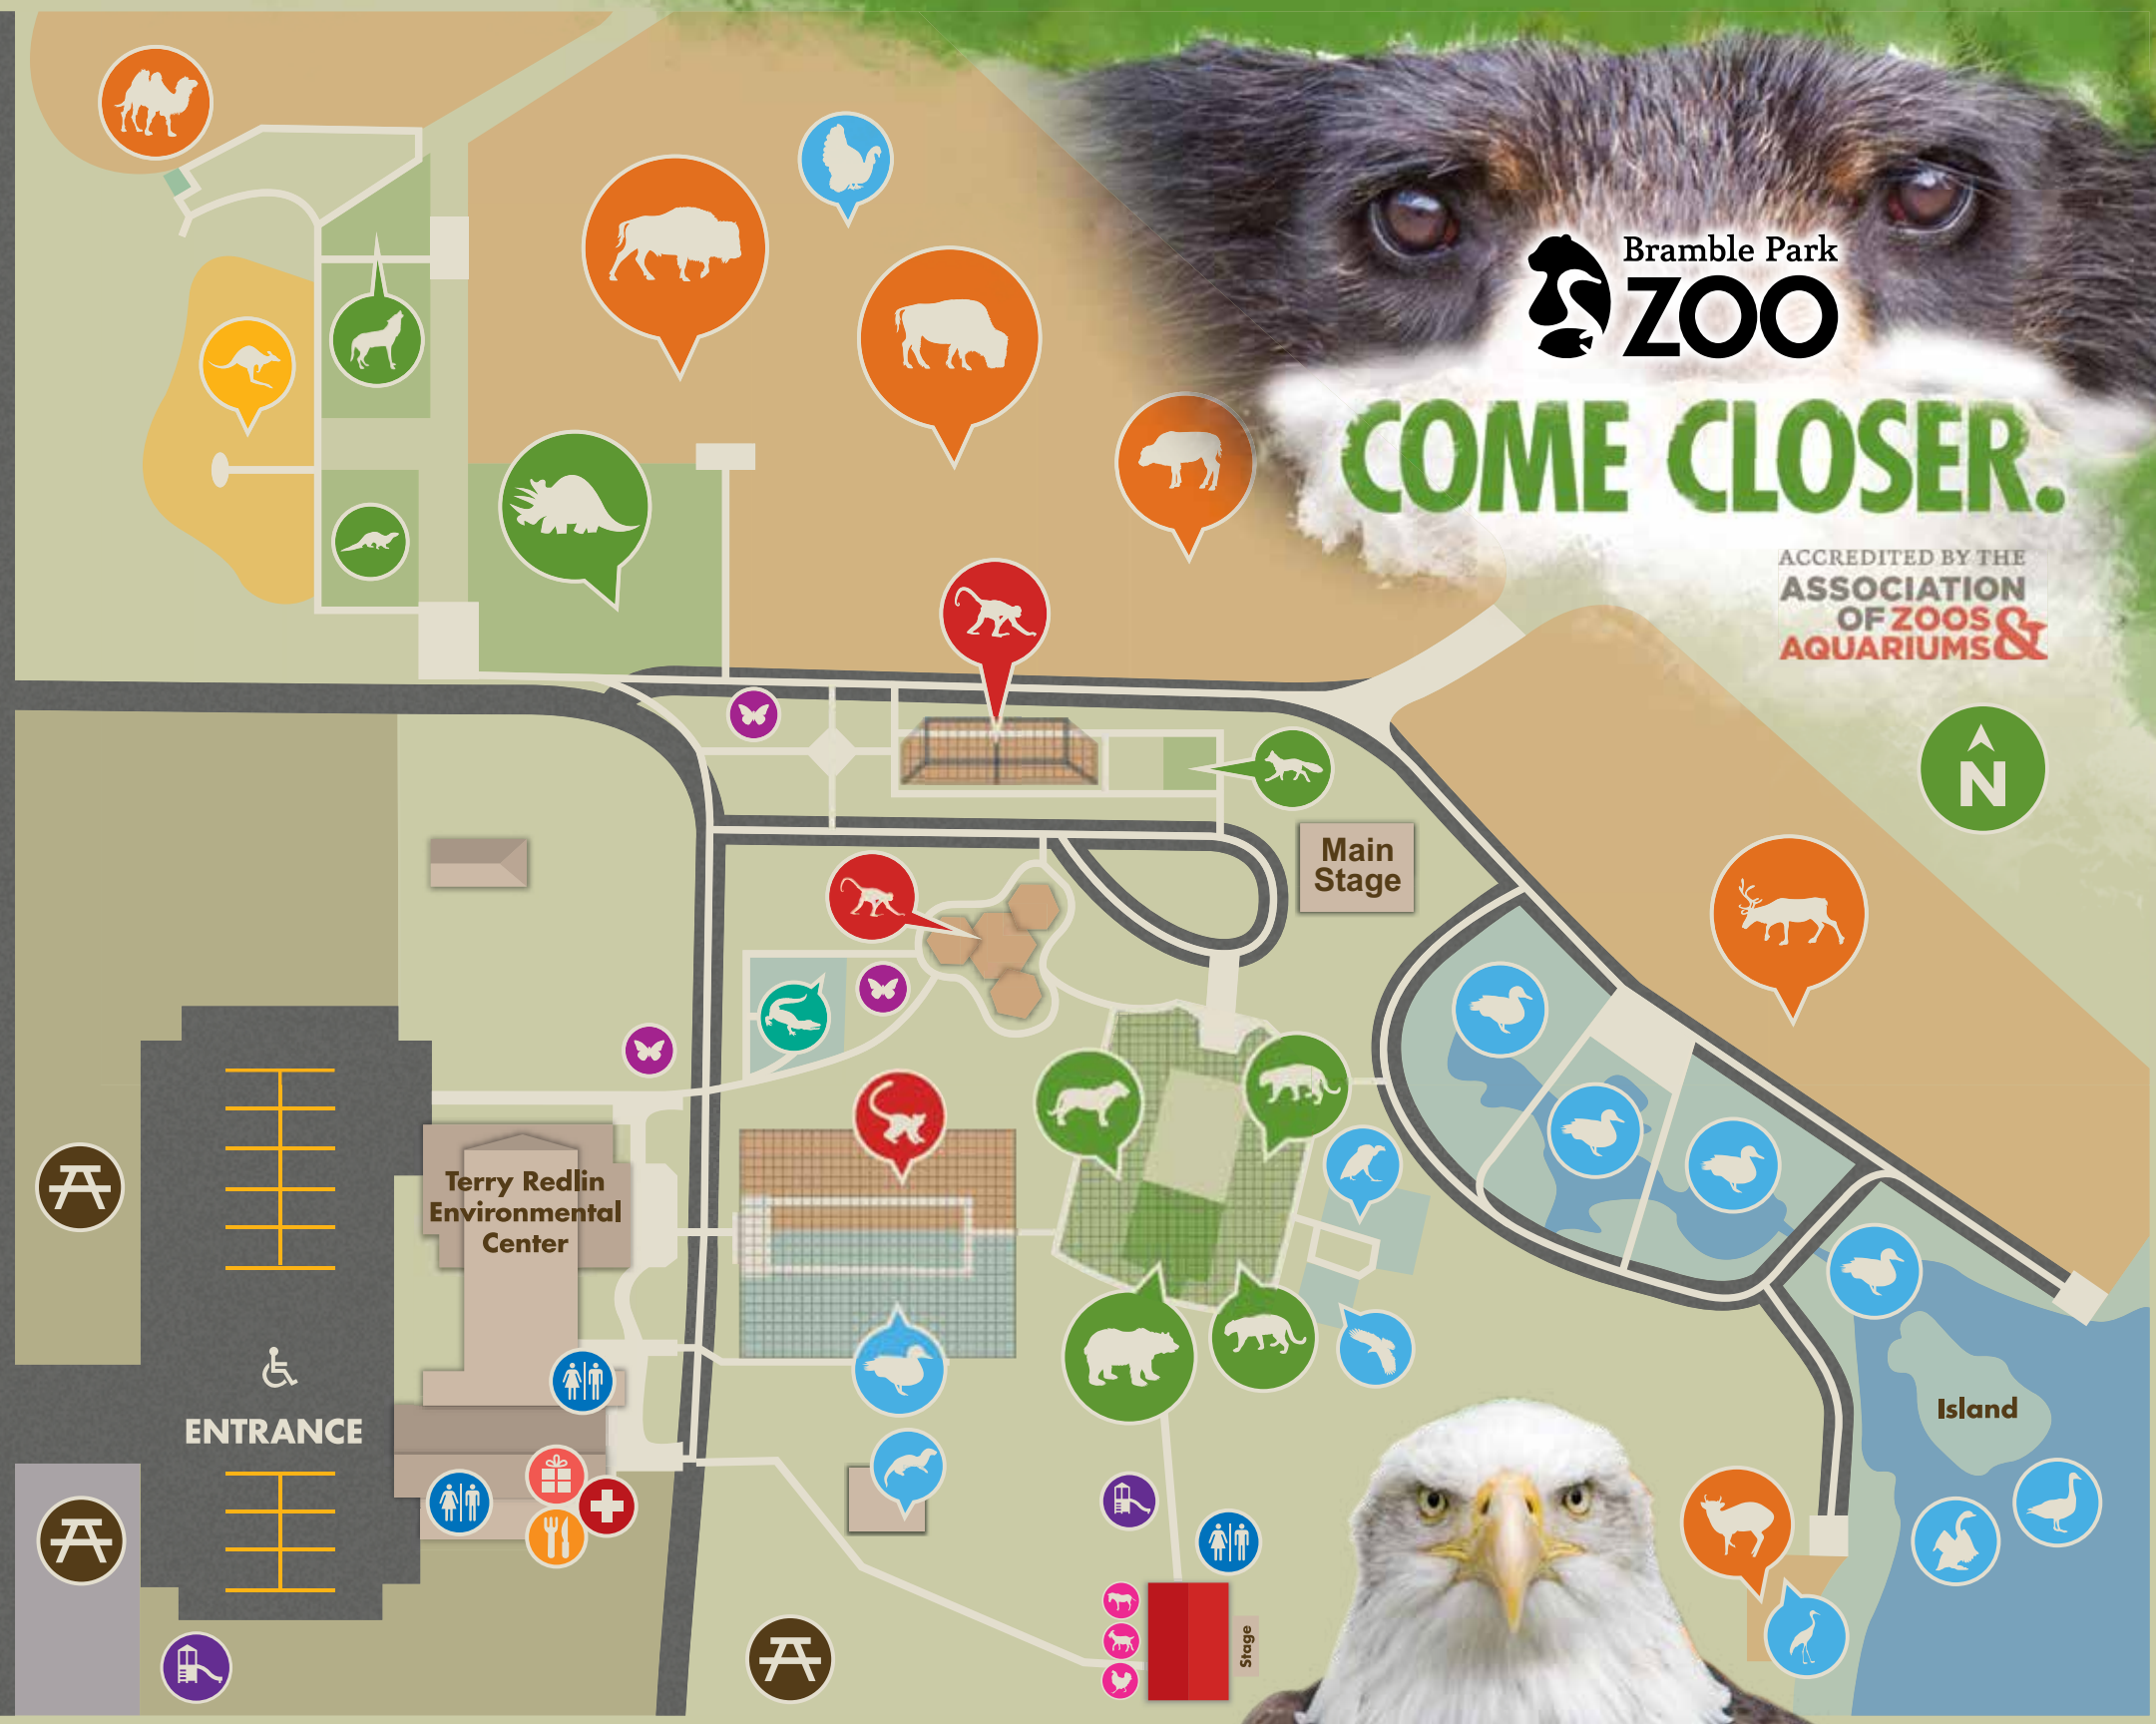 Bramble Park
ZOO
COME CLOSER.
ACCREDITED BY THE
ASSOCIATION
OF ZOOS &
AQUARIUMS
N
Main
Stage
Terry Redlin
Environmental
Center
ENTRANCE
Island
Stage